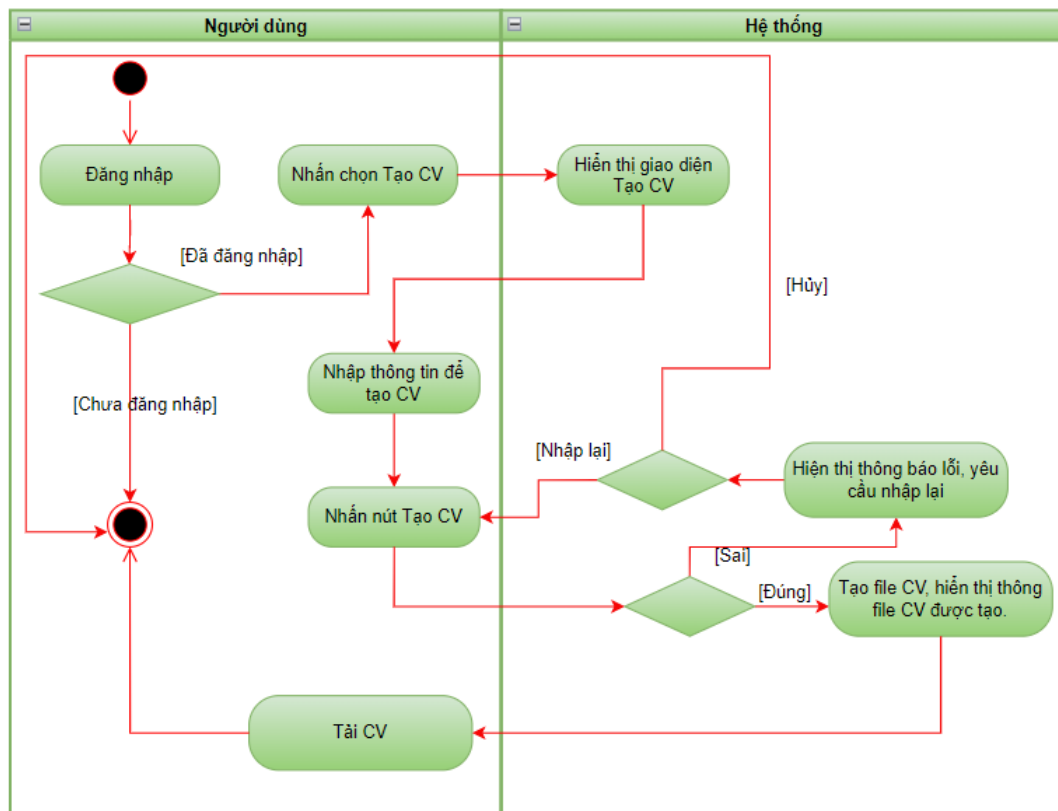 Người dùng
Hệ thống
Đăng nhập
Nhấn chọn Tạo CV
Hiển thị giao diện
Tạo CV
[Đã đăng nhập]
[Hủy]
Nhập thông tin để
tạo CV
[Chưa đăng nhập]
[Nhập lại]
Hiện thị thông báo lỗi, yêu
cầu nhập lại
Nhấn nút Tạo CV
[Sai]
[Đúng]
Tạo file CV, hiển thị thông
file CV được tạo.
Tải CV